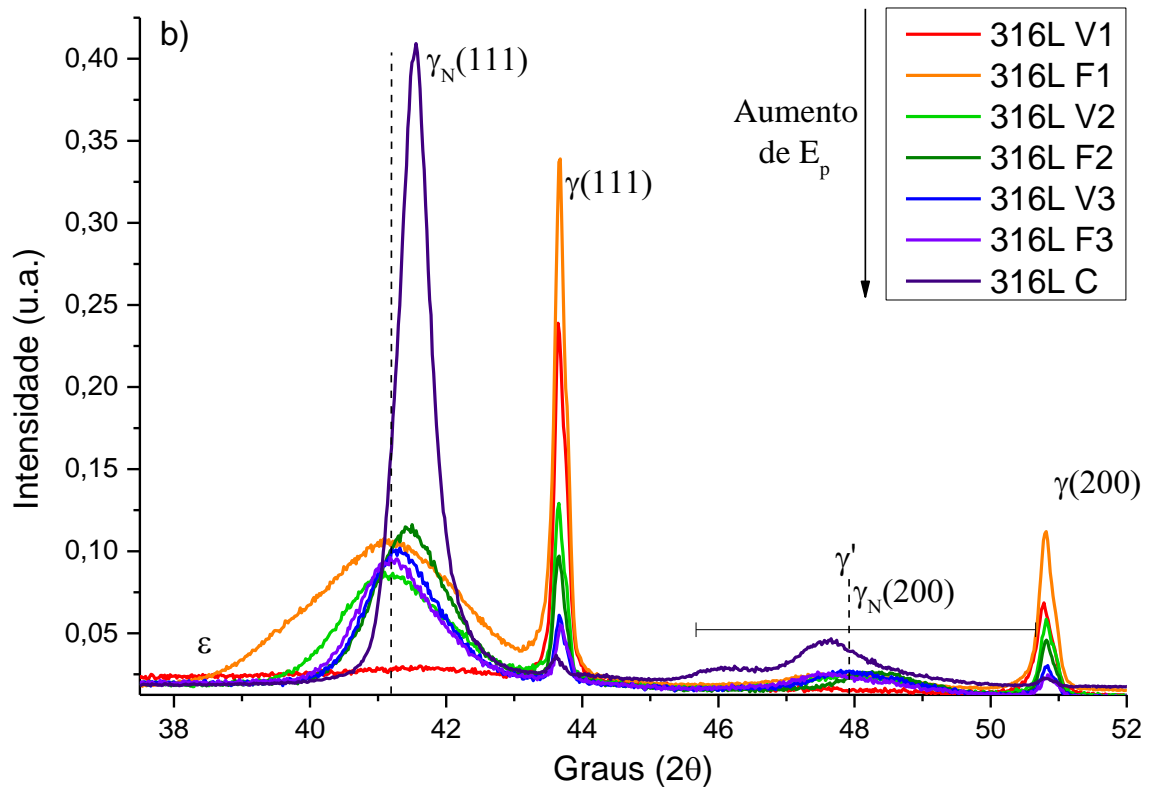 b)
γN(111)
γ(111)
Aumento
de Ep
316L V1
316L F1
316L V2
316L F2
316L V3
316L F3
316L C
Intensidade (u.a.)
0,40
0,35
0,30
0,25
0,20
0,15
0,10
0,05
ε
γ'
γN(200)
γ(200)
38 40 42 44 46 48 50 52
Graus (2θ)